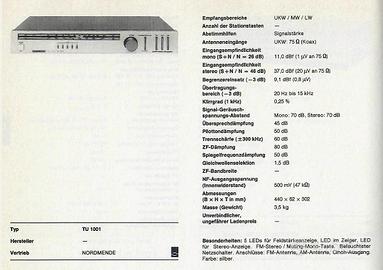 Empfangsbereiche UKW / MW / LW
Anzahl der Stationstasten —
Abstimmhilfen Signalstärke
Antenneneingänge UKW: 75 Ω (Koax)
Eingangsempfindlichkeit
mono (S + N / N = 26 dB) 11,0 dBf (1 µV an 75 Ω)
Eingangsempfindlichkeit
stereo (S + N / N = 46 dB) 37,0 dBf (20 µV an 75 Ω)
Begrenzereinsatz (—3 dB) 9,1 dBf (0,8 µV)
Übertragungs-
bereich (—3 dB) 20 Hz bis 15 kHz
Klirrgrad (1 kHz) 0,25 %
Signal-Geräusch-
spannungs-Abstand Mono: 70 dB, Stereo: 70 dB
Übersprechdämpfung 45 dB
Pilottondämpfung 50 dB
Trennschärfe (±300 kHz) 60 dB
ZF-Dämpfung 80 dB
Spiegelfrequenzdämpfung 50 dB
Gleichwellenselektion 1,5 dB
ZF-Bandbreite —
NF-Ausgangsspannung
(Innenwiderstand) 500 mV (47 kΩ)
Abmessungen
(B × H × T in mm) 440 × 62 × 302
Masse (Gewicht) 3,5 kg
Unverbindlicher,
ungefährer Ladenpreis —
Typ TU 1001
Hersteller —
Vertrieb NORDMENDE
Besonderheiten: 5 LEDs für Feldstärkeanzeige, LED im Zeiger, LED
für Stereo-Anzeige. FM-Stereo / Muting-Mono-Taste. Beleuchteter
Netzschalter. Anschlüsse: FM-Antenne, AM-Antenne, Cinch-Ausgang.
Farbe: silber.